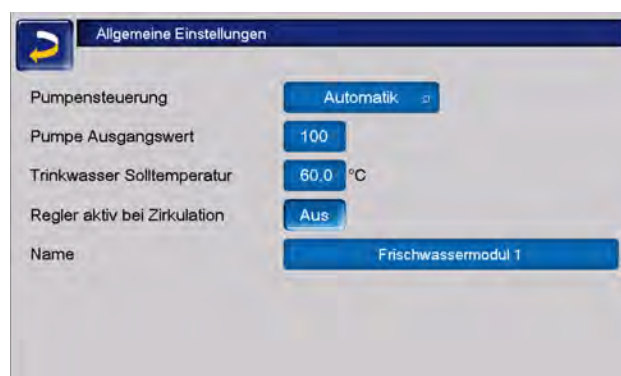 Allgemeine Einstellungen
Pumpensteuerung Automatik
Pumpe Ausgangswert 100
Trinkwasser Solltemperatur 60.0 °C
Regler aktiv bei Zirkulation Aus
Name Frischwassermodul 1